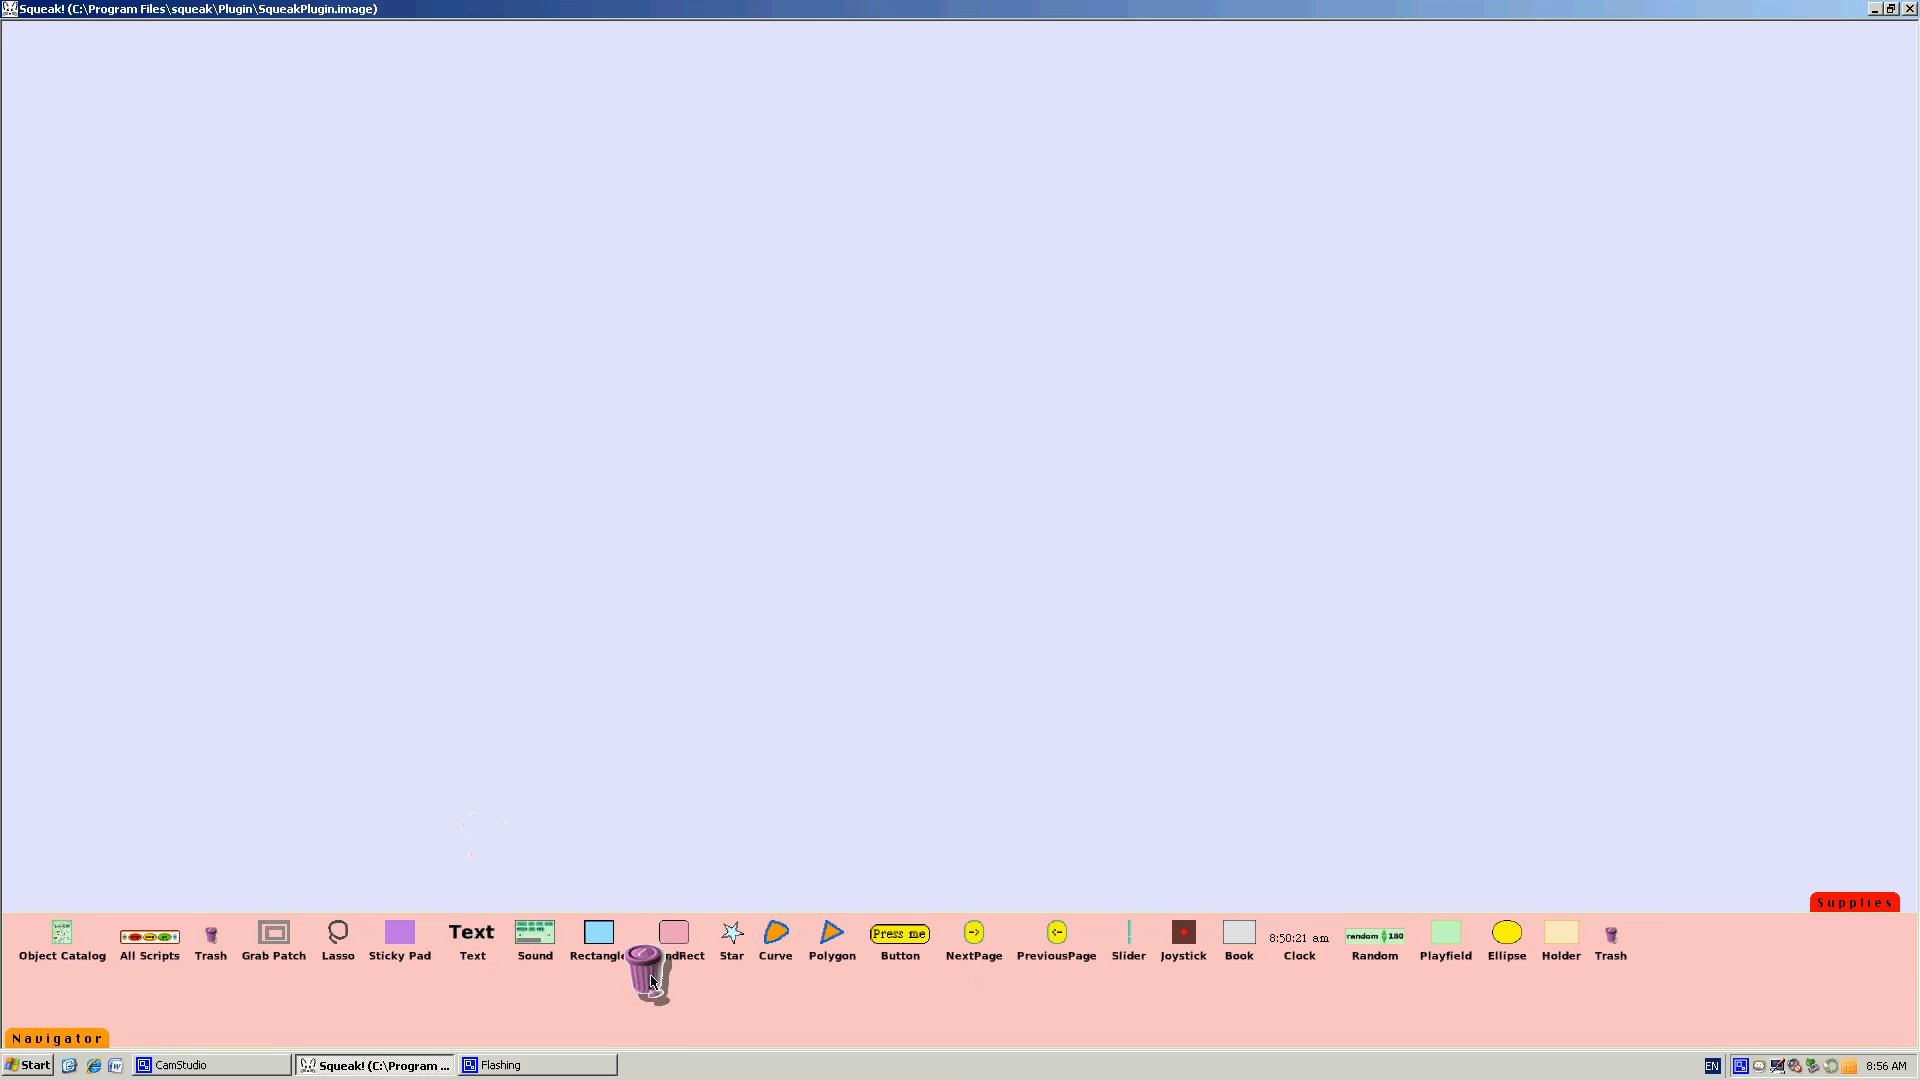 Squeak! (C:\Program Files\squeak\Plugin\SqueakPlugin.image)
Supplies
Text
Press me
8:50:21 am
random 180
Object Catalog All Scripts Trash Grab Patch Lasso Sticky Pad Text Sound Rectangle ndRect Star Curve Polygon Button NextPage PreviousPage Slider Joystick Book Clock Random Playfield Ellipse Holder Trash
Navigator
Start CamStudio Squeak! (C:\Program ... Flashing EN 8:56 AM